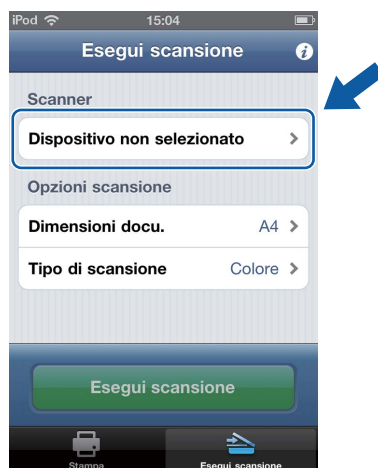 iPod 15:04
Esegui scansione
Scanner
Dispositivo non selezionato
Opzioni scansione
Dimensioni docu. A4
Tipo di scansione Colore
Esegui scansione
Stampa Esegui scansione